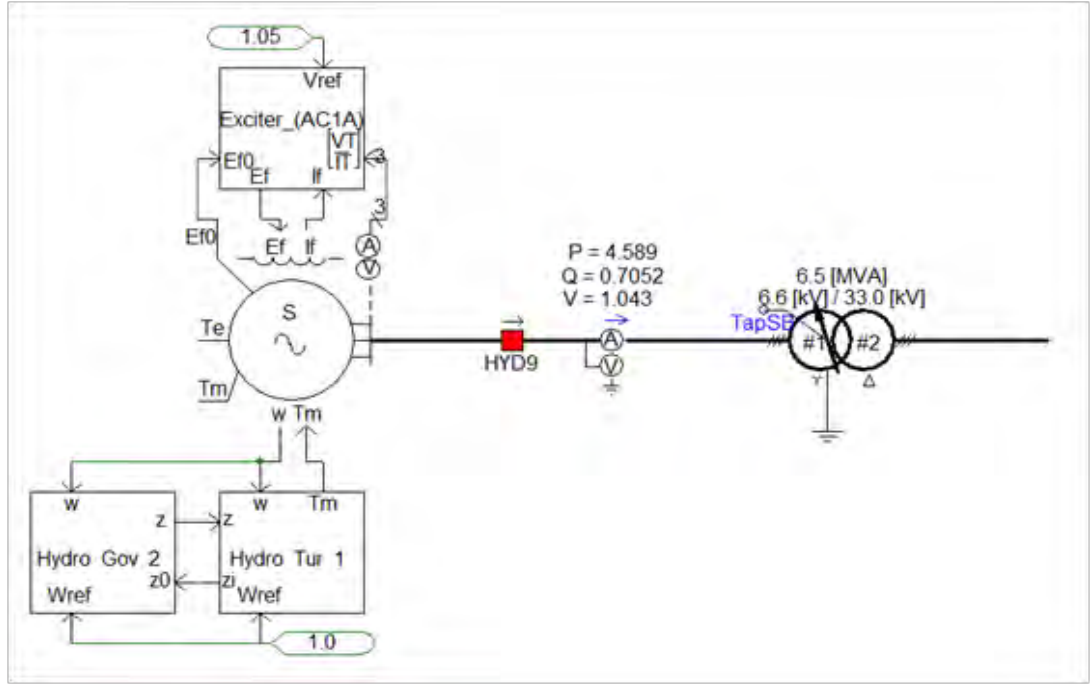 1.05
Vref
Exciter_(AC1A)
VT
IT
3
Ef0
Ef
If
3
Ef0
Ef
If
A
V
S
Te
Tm
w
Tm
P = 4.589
Q = 0.7052
V = 1.043
HYD9
A
V
6.5 [MVA]
6.6 [kV] / 33.0 [kV]
TapSB
#1
#2
w
z
Hydro Gov 2
z0
Wref
w
Tm
z
Hydro Tur 1
zi
Wref
1.0